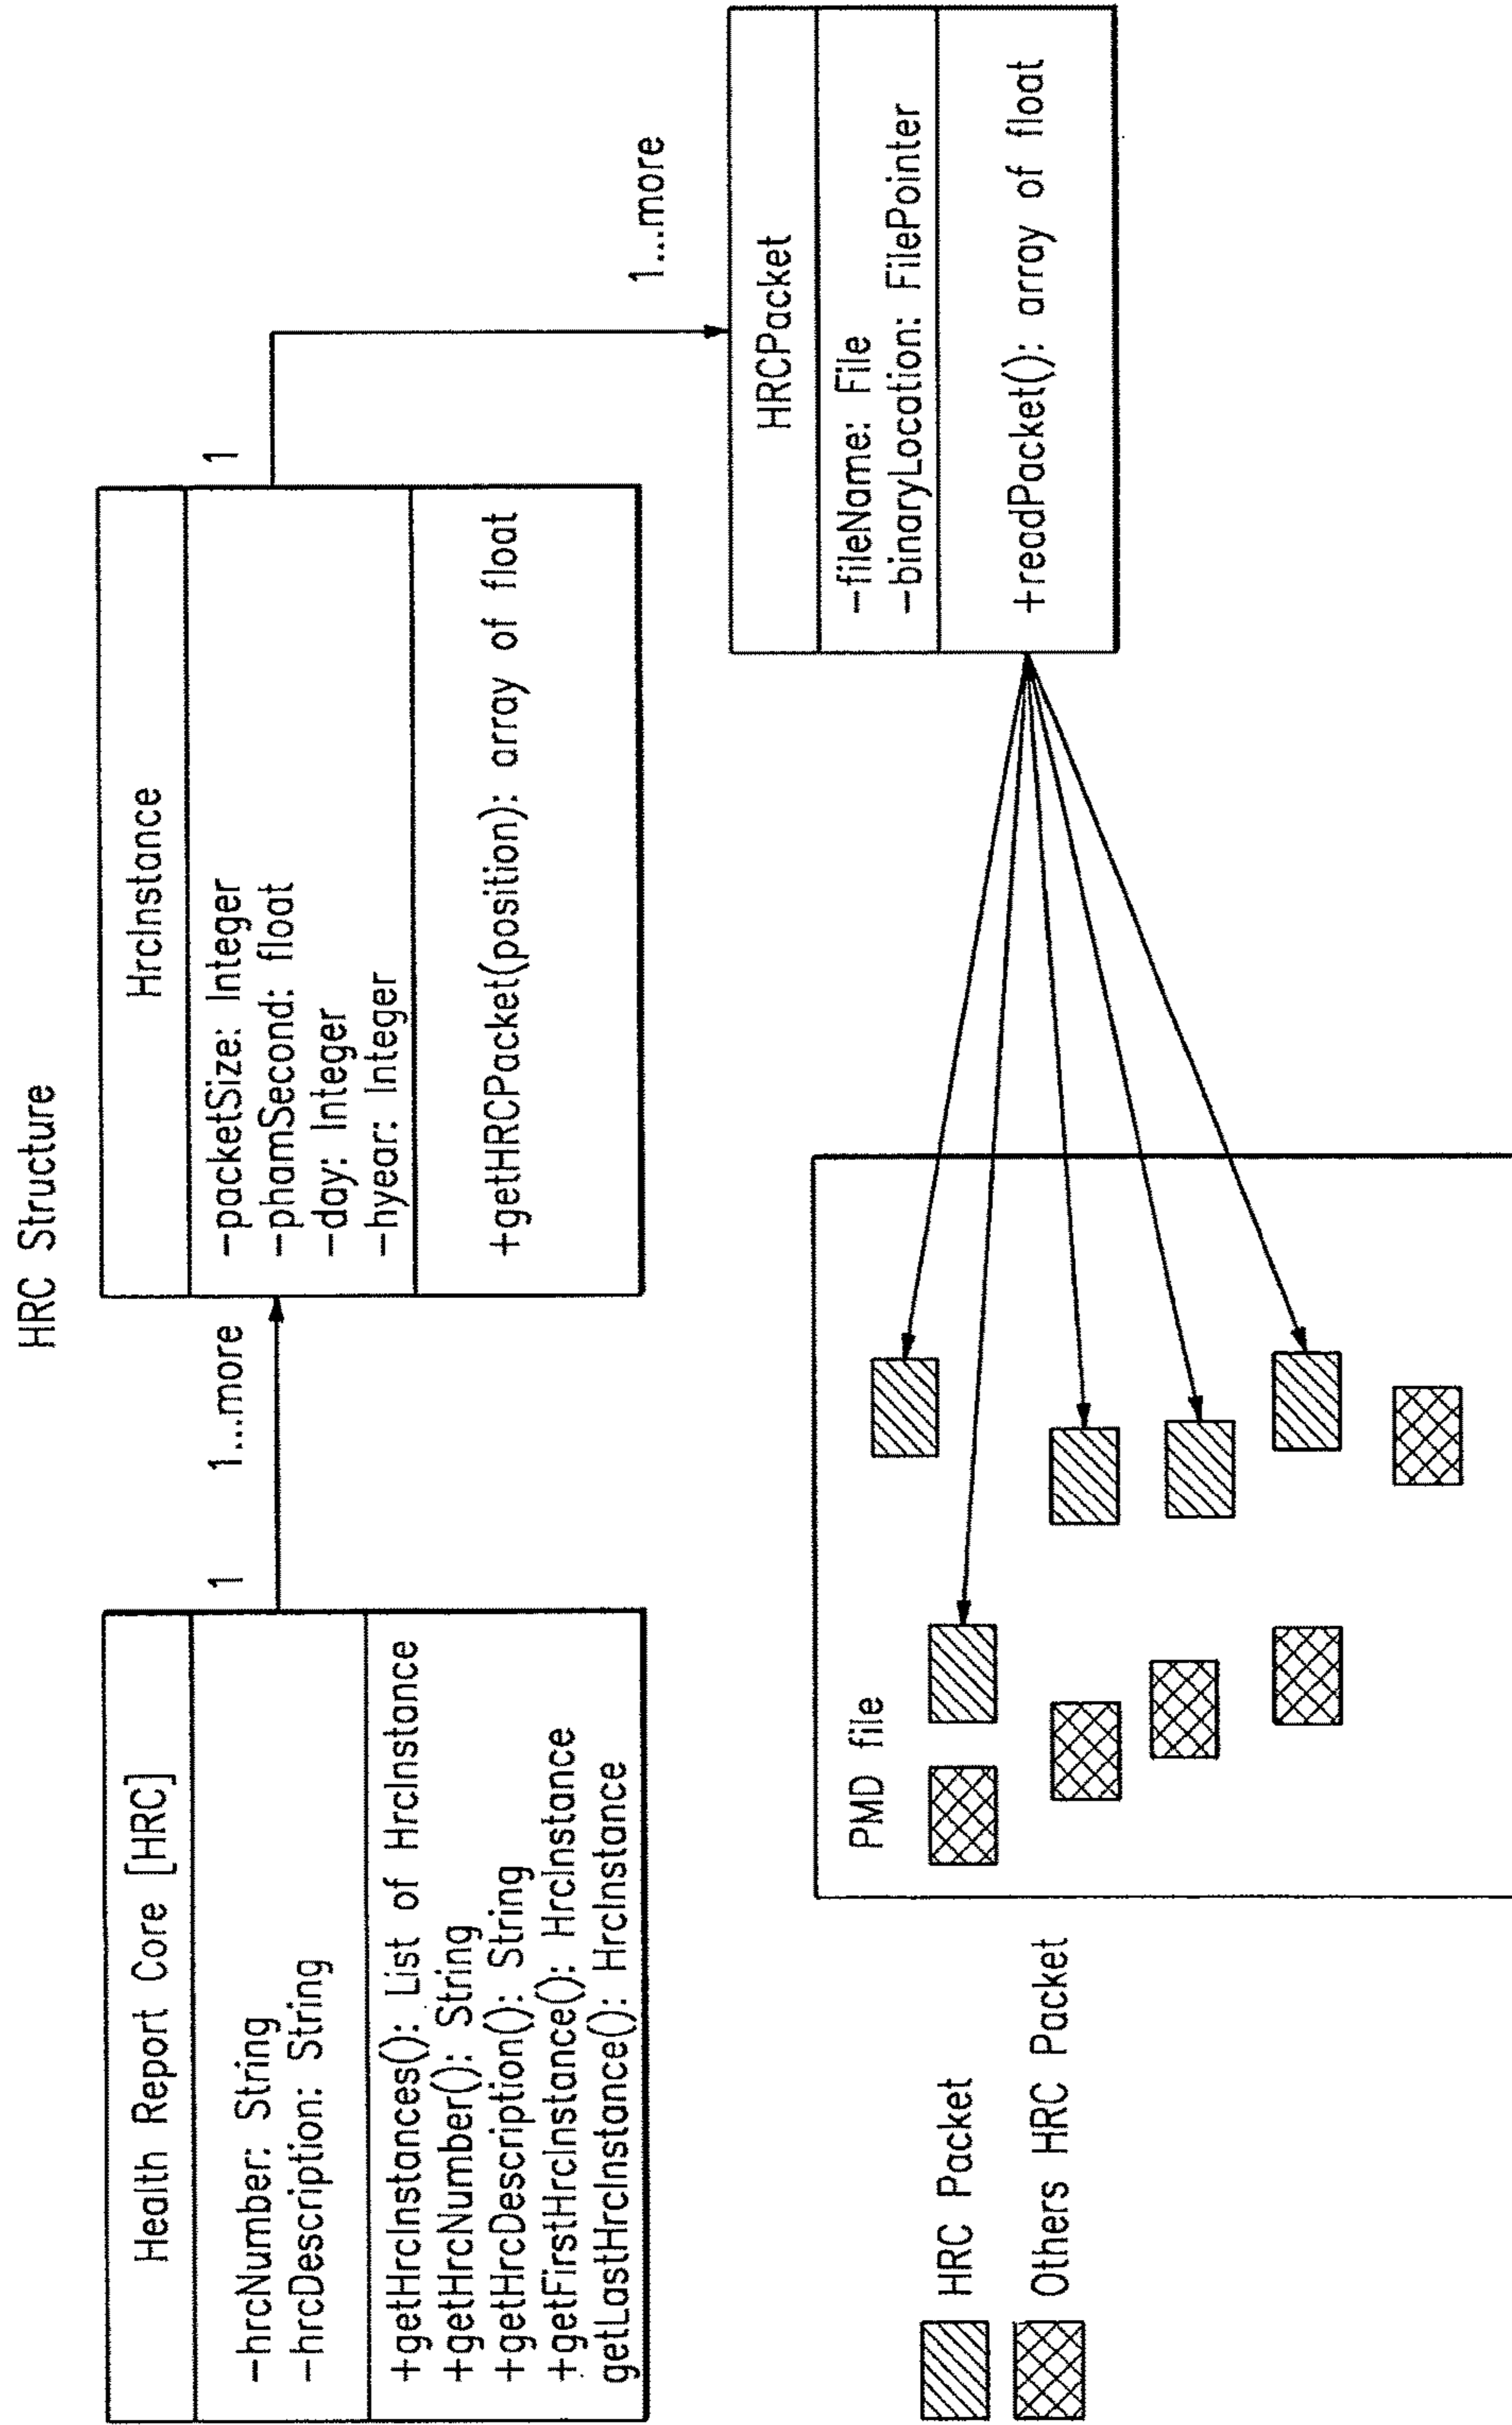 HRC Structure
Health Report Core [HRC]
-hrcNumber: String
-hrcDescription: String
+getHrcInstances(): List of HrcInstance
+getHrcNumber(): String
+getHrcDescription(): String
+getFirstHrcInstance(): HrcInstance
getLastHrcInstance(): HrcInstance
1
1...more
HrcInstance
-packetSize: Integer
-phamSecond: float
-day: Integer
-hyear: Integer
+getHRCPacket(position): array of float
1
1...more
HRCPacket
-fileName: File
-binaryLocation: FilePointer
+readPacket(): array of float
PMD file
HRC Packet
Others HRC Packet